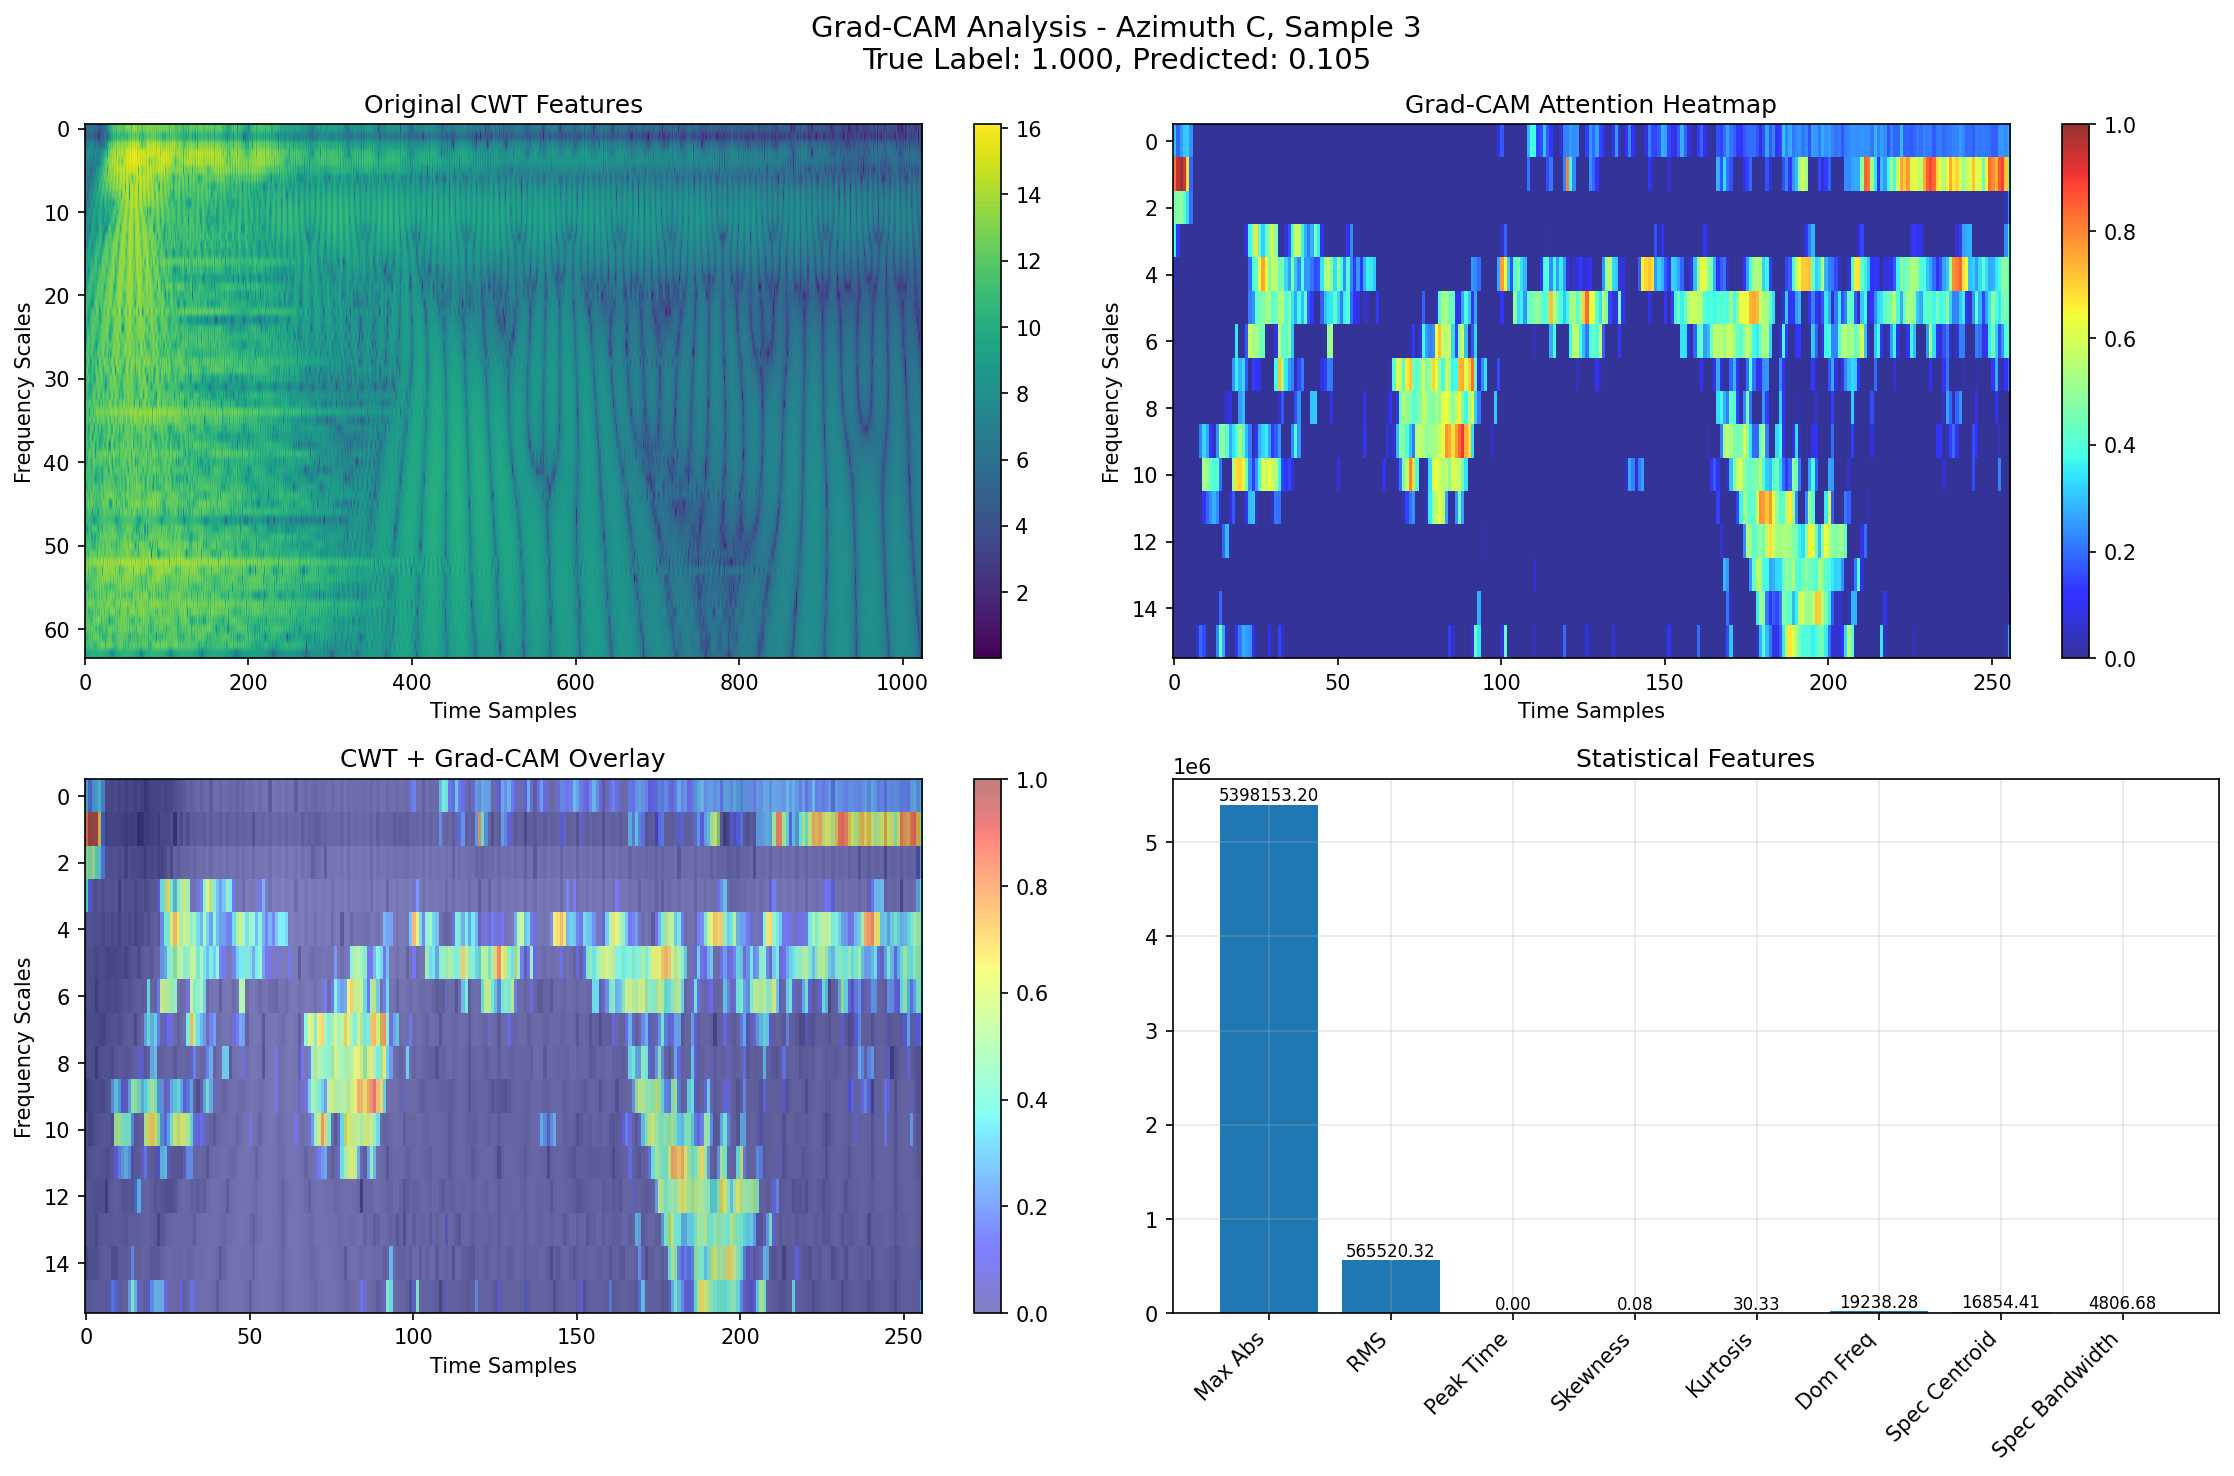 Grad-CAM Analysis - Azimuth C, Sample 3
True Label: 1.000, Predicted: 0.105
Original CWT Features
0
10
20
30
40
50
60
Frequency Scales
0 200 400 600 800 1000
Time Samples
16
14
12
10
8
6
4
2
Grad-CAM Attention Heatmap
0
2
4
6
8
10
12
14
Frequency Scales
0 50 100 150 200 250
Time Samples
1.0
0.8
0.6
0.4
0.2
0.0
CWT + Grad-CAM Overlay
0
2
4
6
8
10
12
14
Frequency Scales
0 50 100 150 200 250
Time Samples
1.0
0.8
0.6
0.4
0.2
0.0
Statistical Features
1e6
5
4
3
2
1
0
5398153.20
565520.32
0.00
0.08
30.33
19238.28
16854.41
4806.68
Max Abs
RMS
Peak Time
Skewness
Kurtosis
Dom Freq
Spec Centroid
Spec Bandwidth